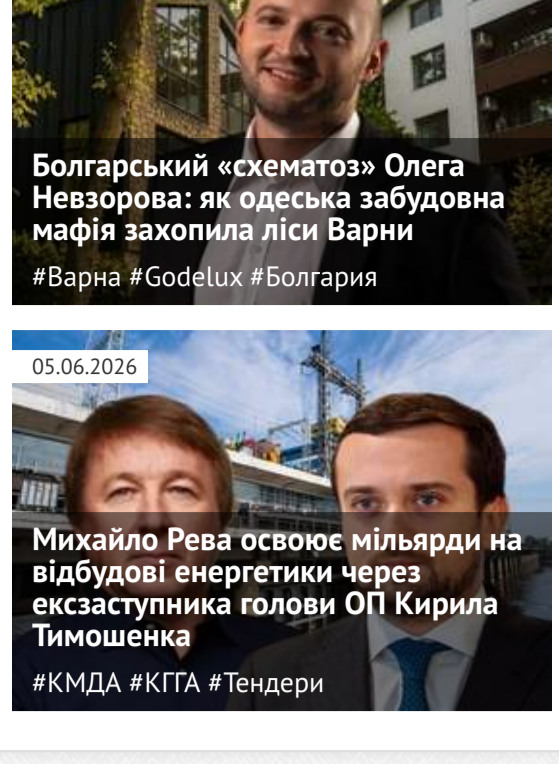 Болгарський «схематоз» Олега
Невзорова: як одеська забудовна
мафія захопила ліси Варни
#Варна #Godelux #Болгария
05.06.2026
Михайло Рева освоює мільярди на
відбудові енергетики через
ексзаступника голови ОП Кирила
Тимошенка
#КМДА #КГГА #Тендери